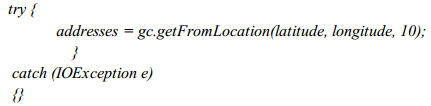 try {
addresses = gc.getFromLocation(latitude, longitude, 10);
}
catch (IOException e)
{}